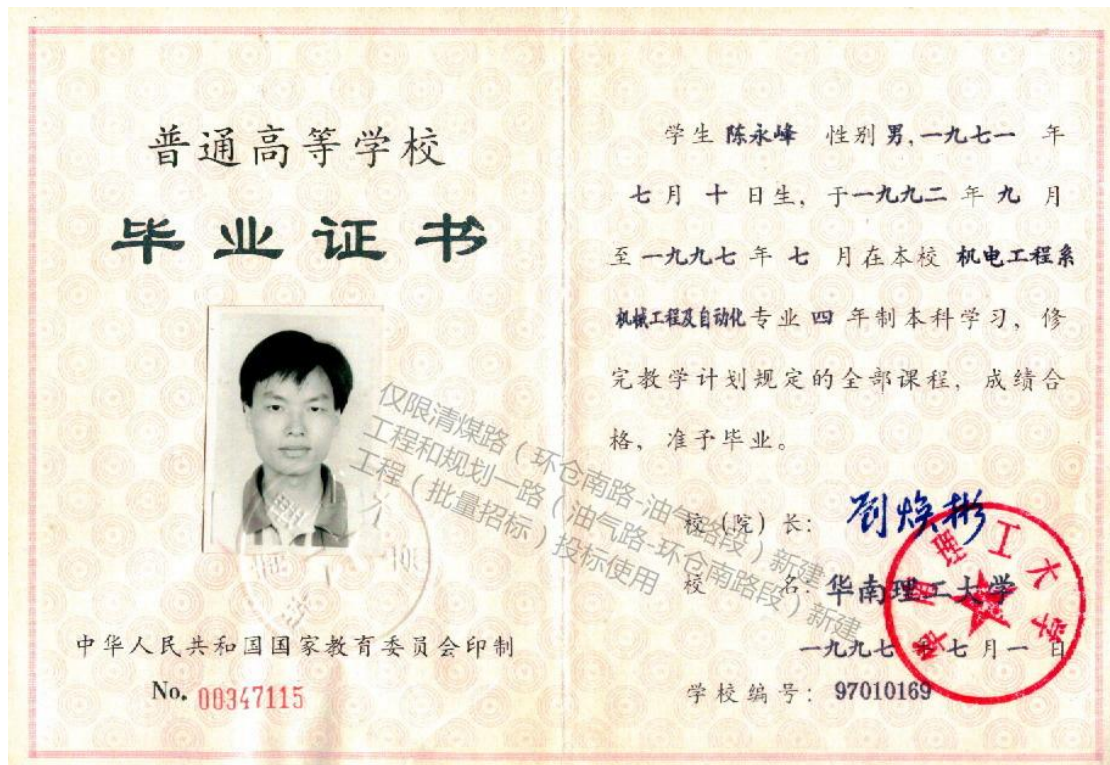 普通高等学校
毕业证书
中华人民共和国国家教育委员会印制
No. 00347115
学生 陈永峰 性别 男,一九七一 年
七 月 十 日生, 于一九九二 年 九 月
至 一九九七 年 七 月在本校 机电工程系
机械工程及自动化专业 四 年制本科学习, 修
完教学计划规定的全部课程, 成绩合
格, 准予毕业。
校(院)长: 刘焕彬
校 名: 华南理工大学
一九九七年七月一日
学校编号: 97010169
华南理工大学
仅限清煤路(环仓南路-油气路段)新建
工程和规划一路(油气路-环仓南路段)新建
工程(批量招标)投标使用